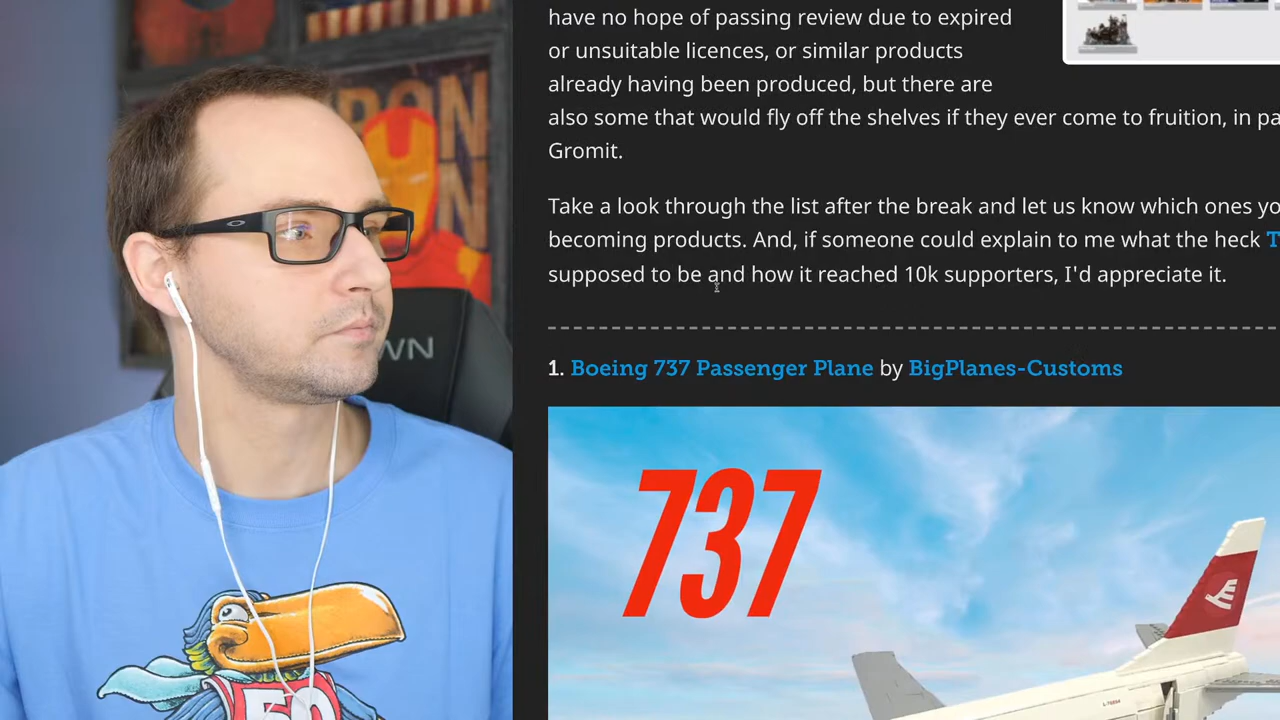 have no hope of passing review due to expired
or unsuitable licences, or similar products
already having been produced, but there are
also some that would fly off the shelves if they ever come to fruition, in pa
Gromit.
Take a look through the list after the break and let us know which ones yo
becoming products. And, if someone could explain to me what the heck T
supposed to be and how it reached 10k supporters, I'd appreciate it.
1. Boeing 737 Passenger Plane by BigPlanes-Customs
737
IRON
WN
50